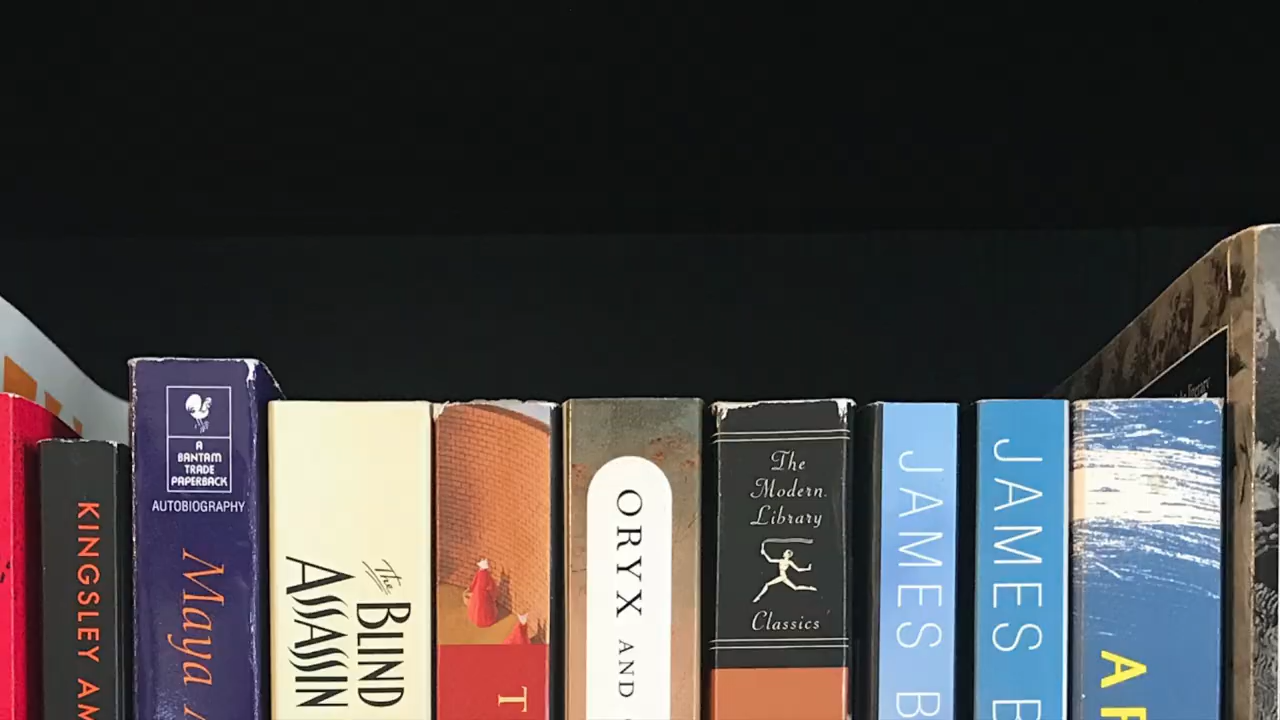 KINGSLEY AM
A
BANTAM
TRADE
PAPERBACK
AUTOBIOGRAPHY
Maya
The
BLIND
ASSASSIN
T
ORYX AND
The
Modern
Library
Classics
JAMES B
JAMES B
A